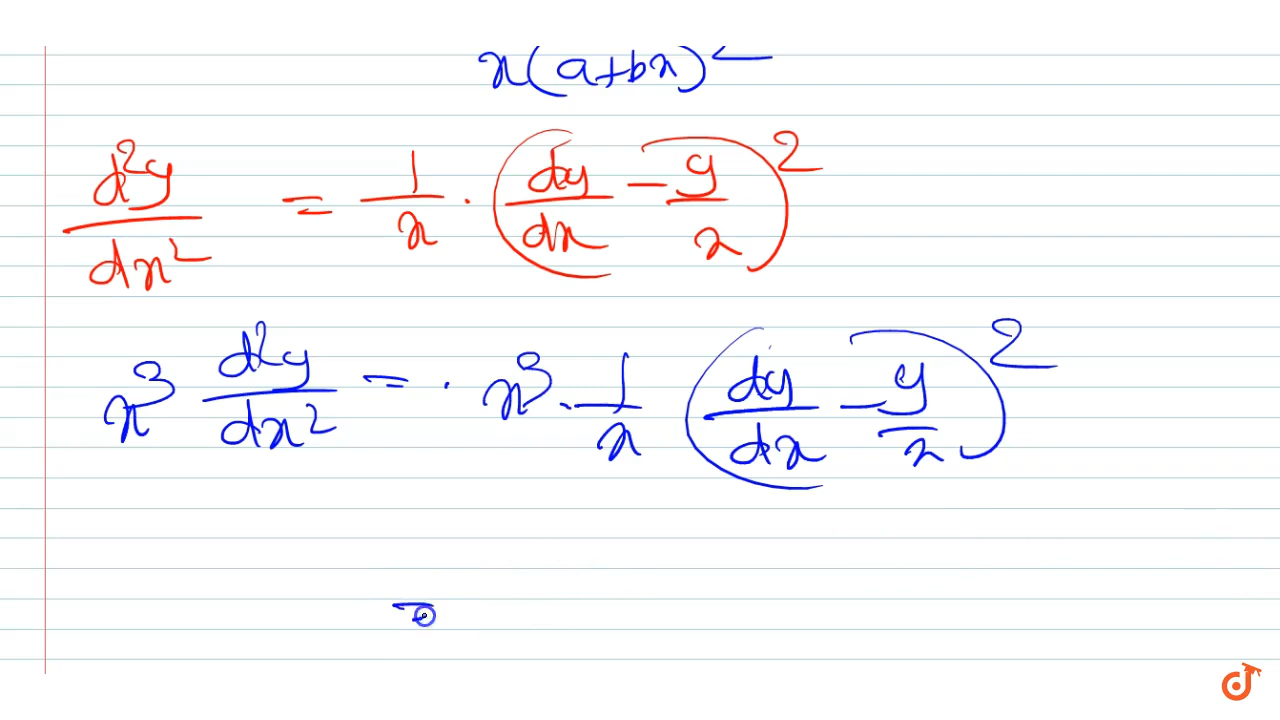 x(a+bx)²
d²y/dx² = 1/x · (dy/dx - y/x)²
x³ d²y/dx² = · x³ · 1/x (dy/dx - y/x)²
=